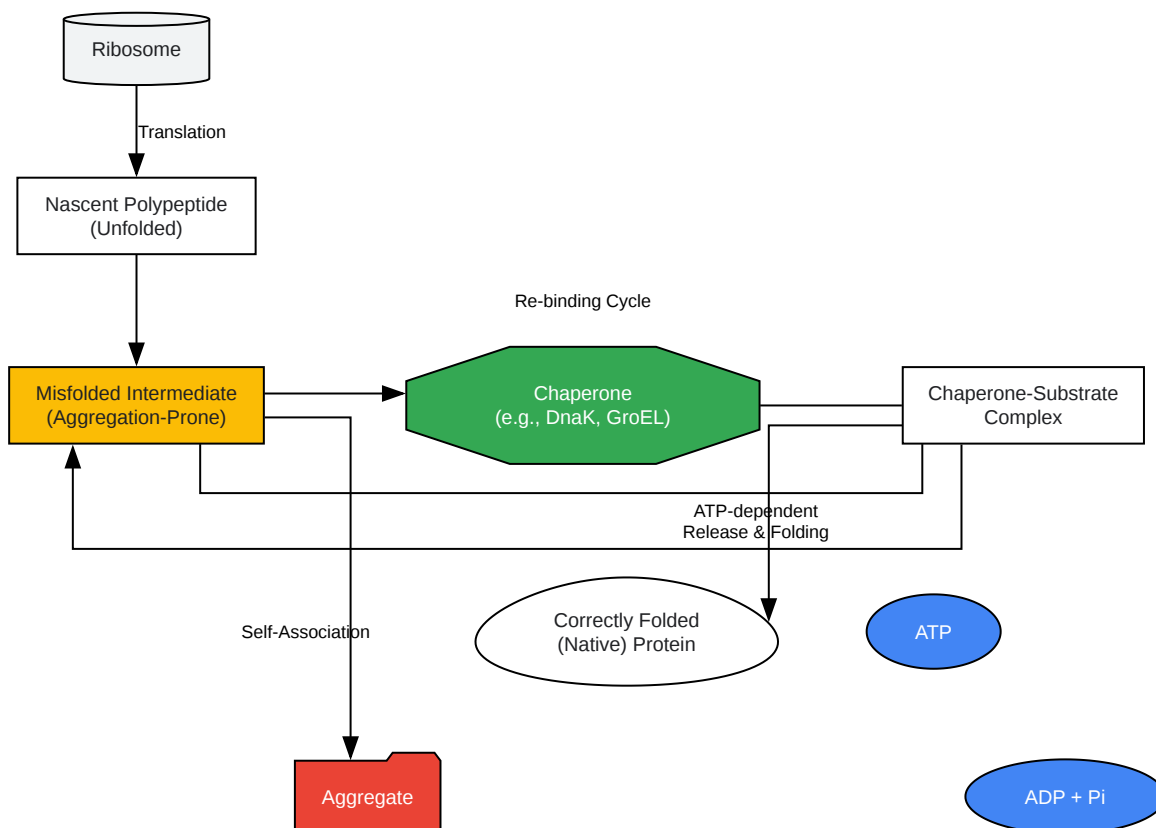 Ribosome
Translation
Nascent Polypeptide
(Unfolded)
Re-binding Cycle
Misfolded Intermediate
(Aggregation-Prone)
Chaperone
(e.g., DnaK, GroEL)
Chaperone-Substrate
Complex
ATP-dependent
Release & Folding
Self-Association
Correctly Folded
(Native) Protein
ATP
Aggregate
ADP + Pi